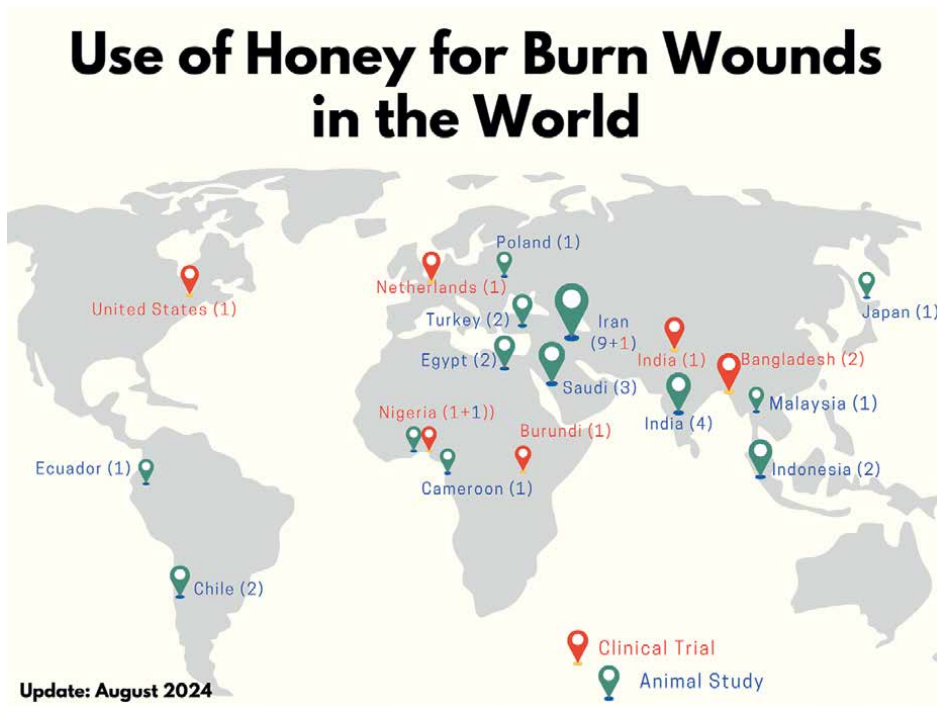 Use of Honey for Burn Wounds
in the World
Poland (1)
Netherlands (1)
United States (1)
Turkey (2)
Iran
(9+1)
Japan (1)
Egypt (2)
India (1)
Bangladesh (2)
Saudi (3)
Malaysia (1)
Nigeria (1+1))
India (4)
Burundi (1)
Ecuador (1)
Indonesia (2)
Cameroon (1)
Chile (2)
Clinical Trial
Animal Study
Update: August 2024